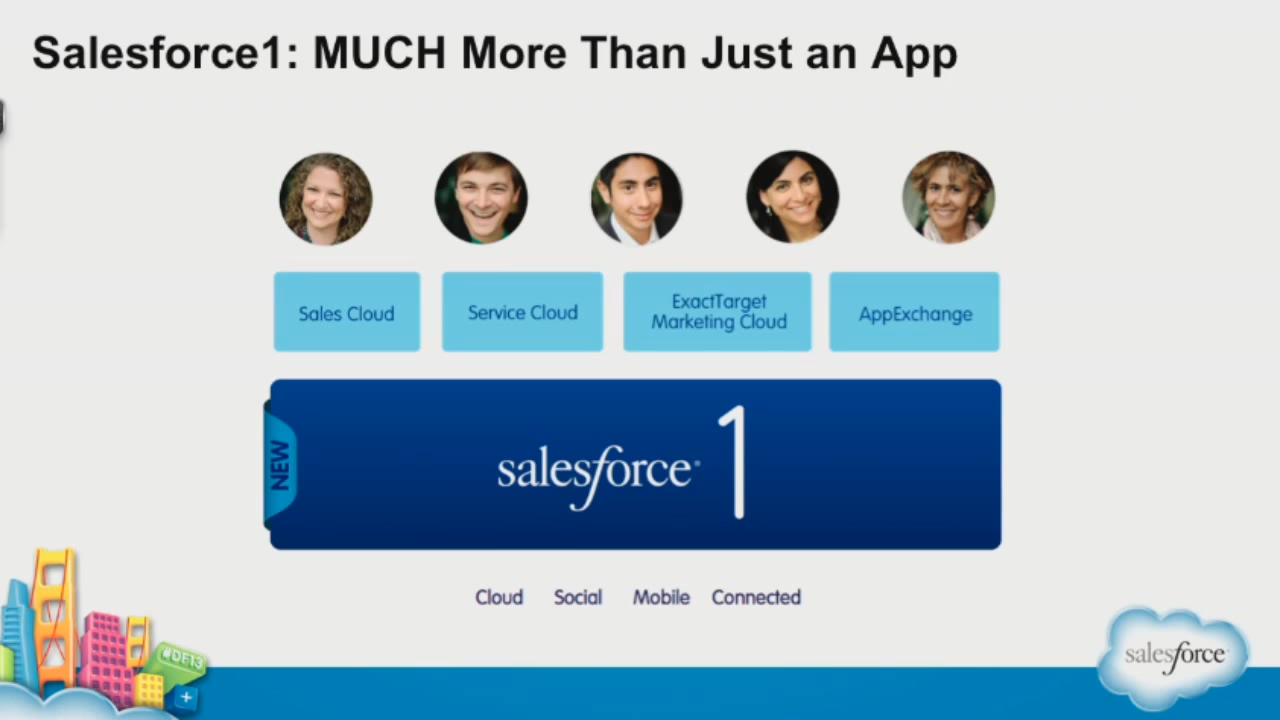 Salesforce1: MUCH More Than Just an App
Sales Cloud
Service Cloud
ExactTarget
Marketing Cloud
AppExchange
NEW
salesforce® 1
Cloud Social Mobile Connected
#DF13
+
salesforce